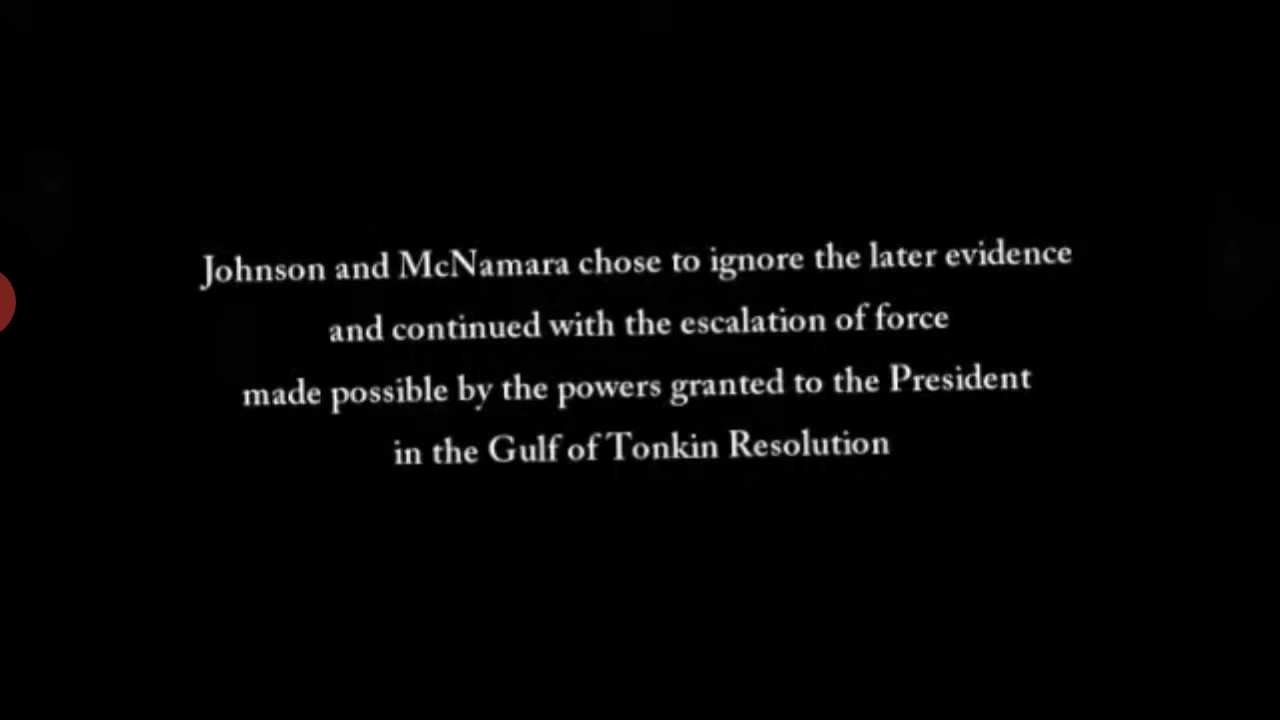 Johnson and McNamara chose to ignore the later evidence
and continued with the escalation of force
made possible by the powers granted to the President
in the Gulf of Tonkin Resolution